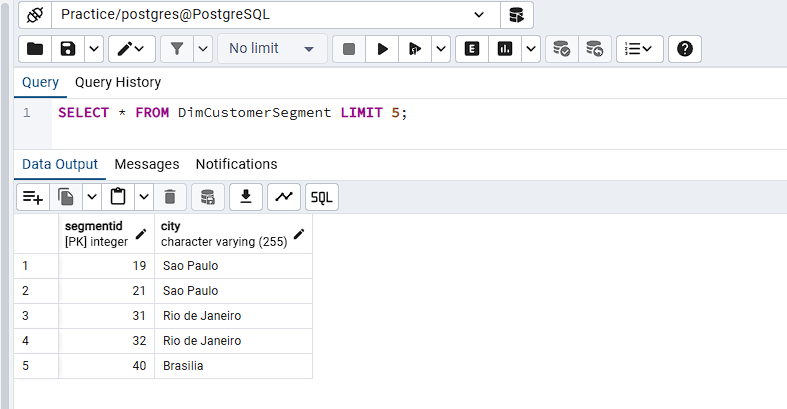 Practice/postgres@PostgreSQL
No limit
E
Query Query History
1 SELECT * FROM DimCustomerSegment LIMIT 5;
Data Output Messages Notifications
SQL
segmentid city
[PK] integer character varying (255)
1 19 Sao Paulo
2 21 Sao Paulo
3 31 Rio de Janeiro
4 32 Rio de Janeiro
5 40 Brasilia